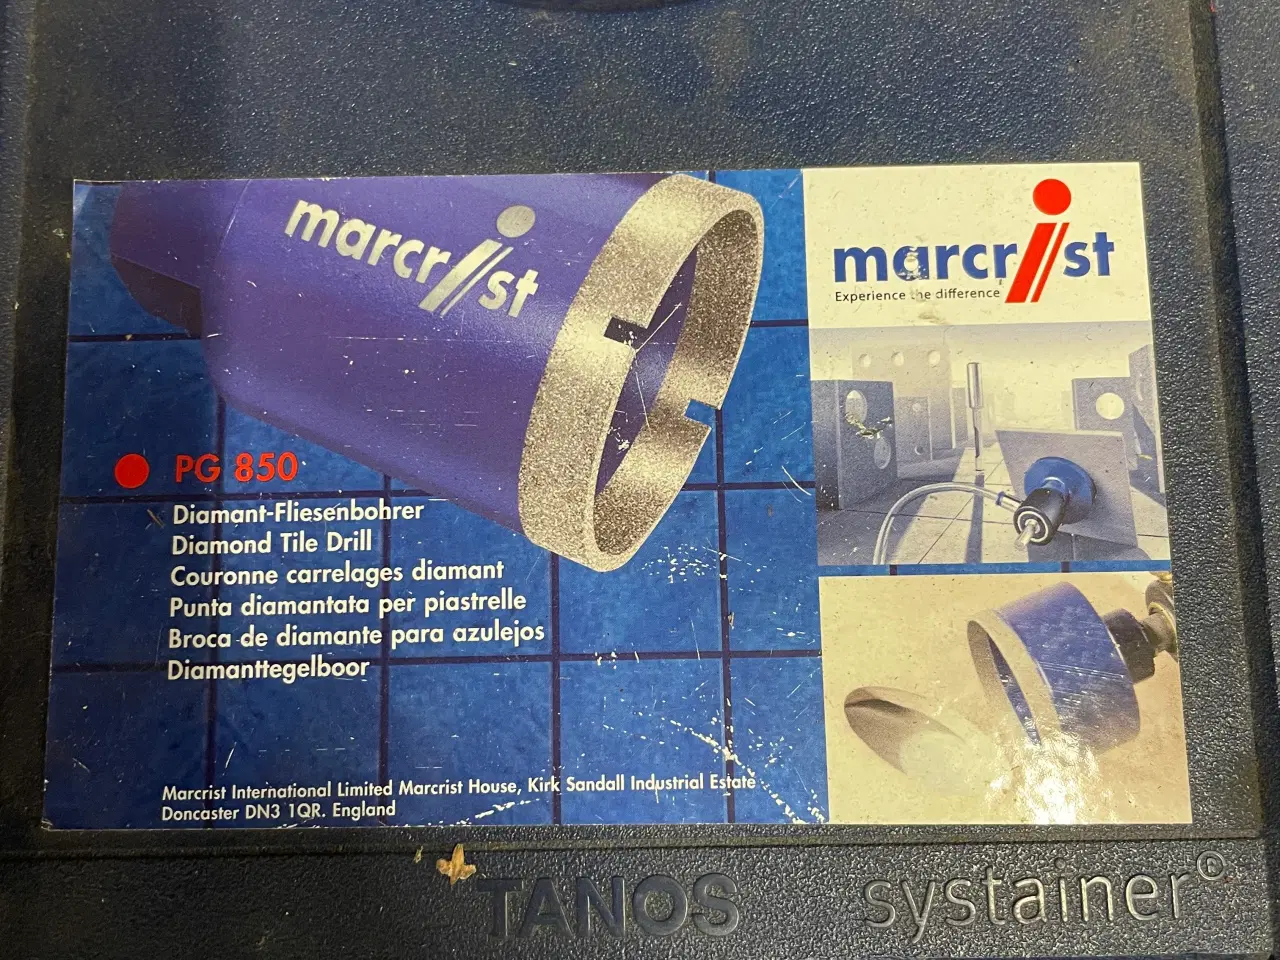 marcrist
marcrist
Experience the difference
PG 850
Diamant-Fliesenbohrer
Diamond Tile Drill
Couronne carrelages diamant
Punta diamantata per piastrelle
Broca de diamante para azulejos
Diamanttegelboor
Marcrist International Limited Marcrist House, Kirk Sandall Industrial Estate
Doncaster DN3 1QR. England
TANOS systainer©